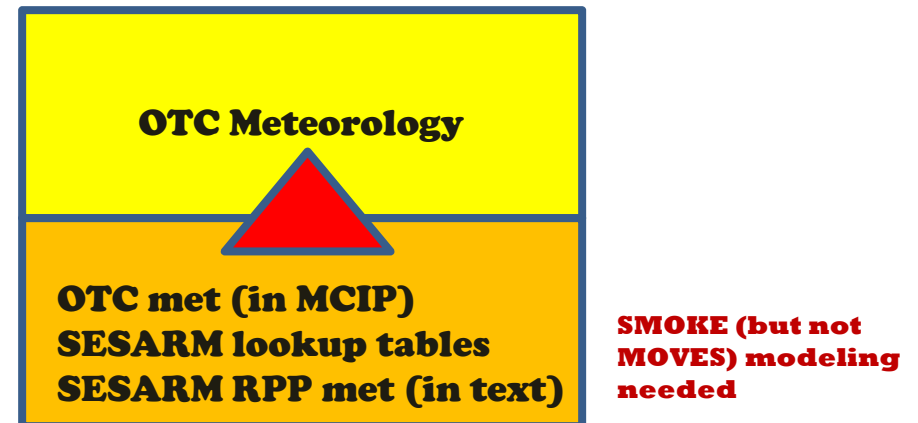 OTC Meteorology
OTC met (in MCIP)
SESARM lookup tables
SESARM RPP met (in text)
SMOKE (but not
MOVES) modeling
needed